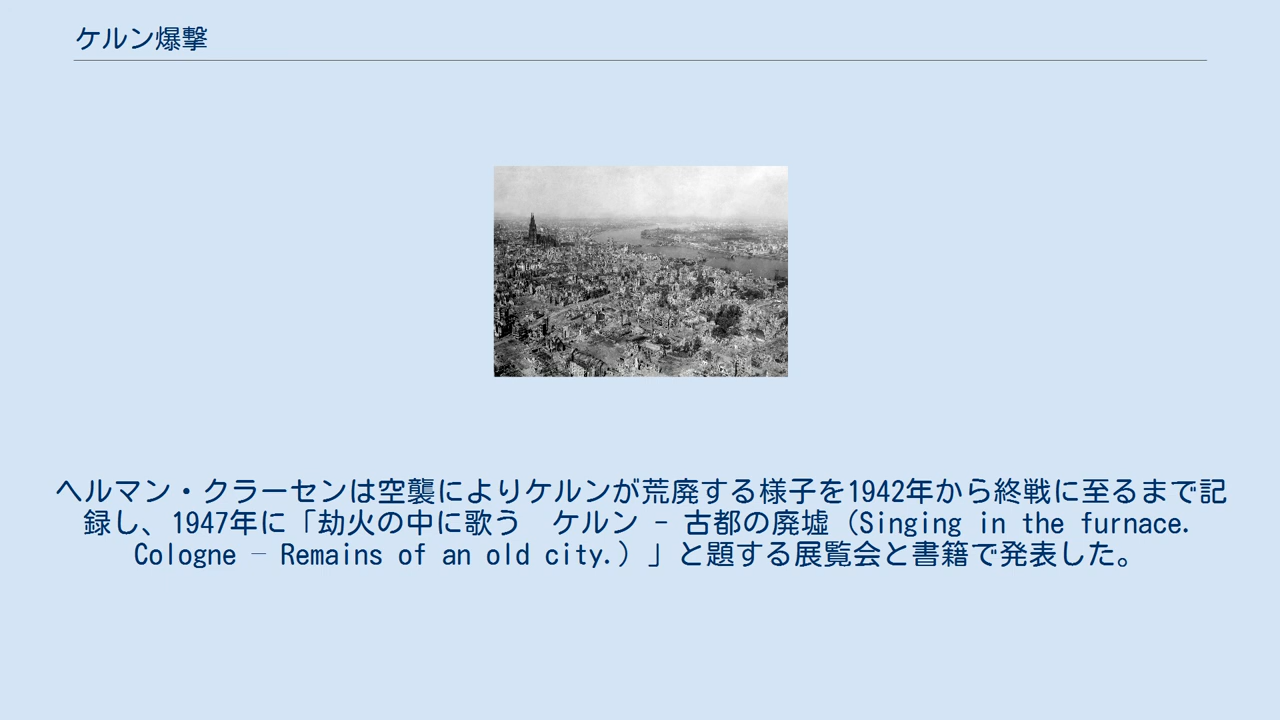 ケルン爆撃
ヘルマン・クラーセンは空襲によりケルンが荒廃する様子を1942年から終戦に至るまで記
録し、1947年に「劫火の中に歌う　ケルン - 古都の廃墟（Singing in the furnace.
Cologne – Remains of an old city.）」と題する展覧会と書籍で発表した。